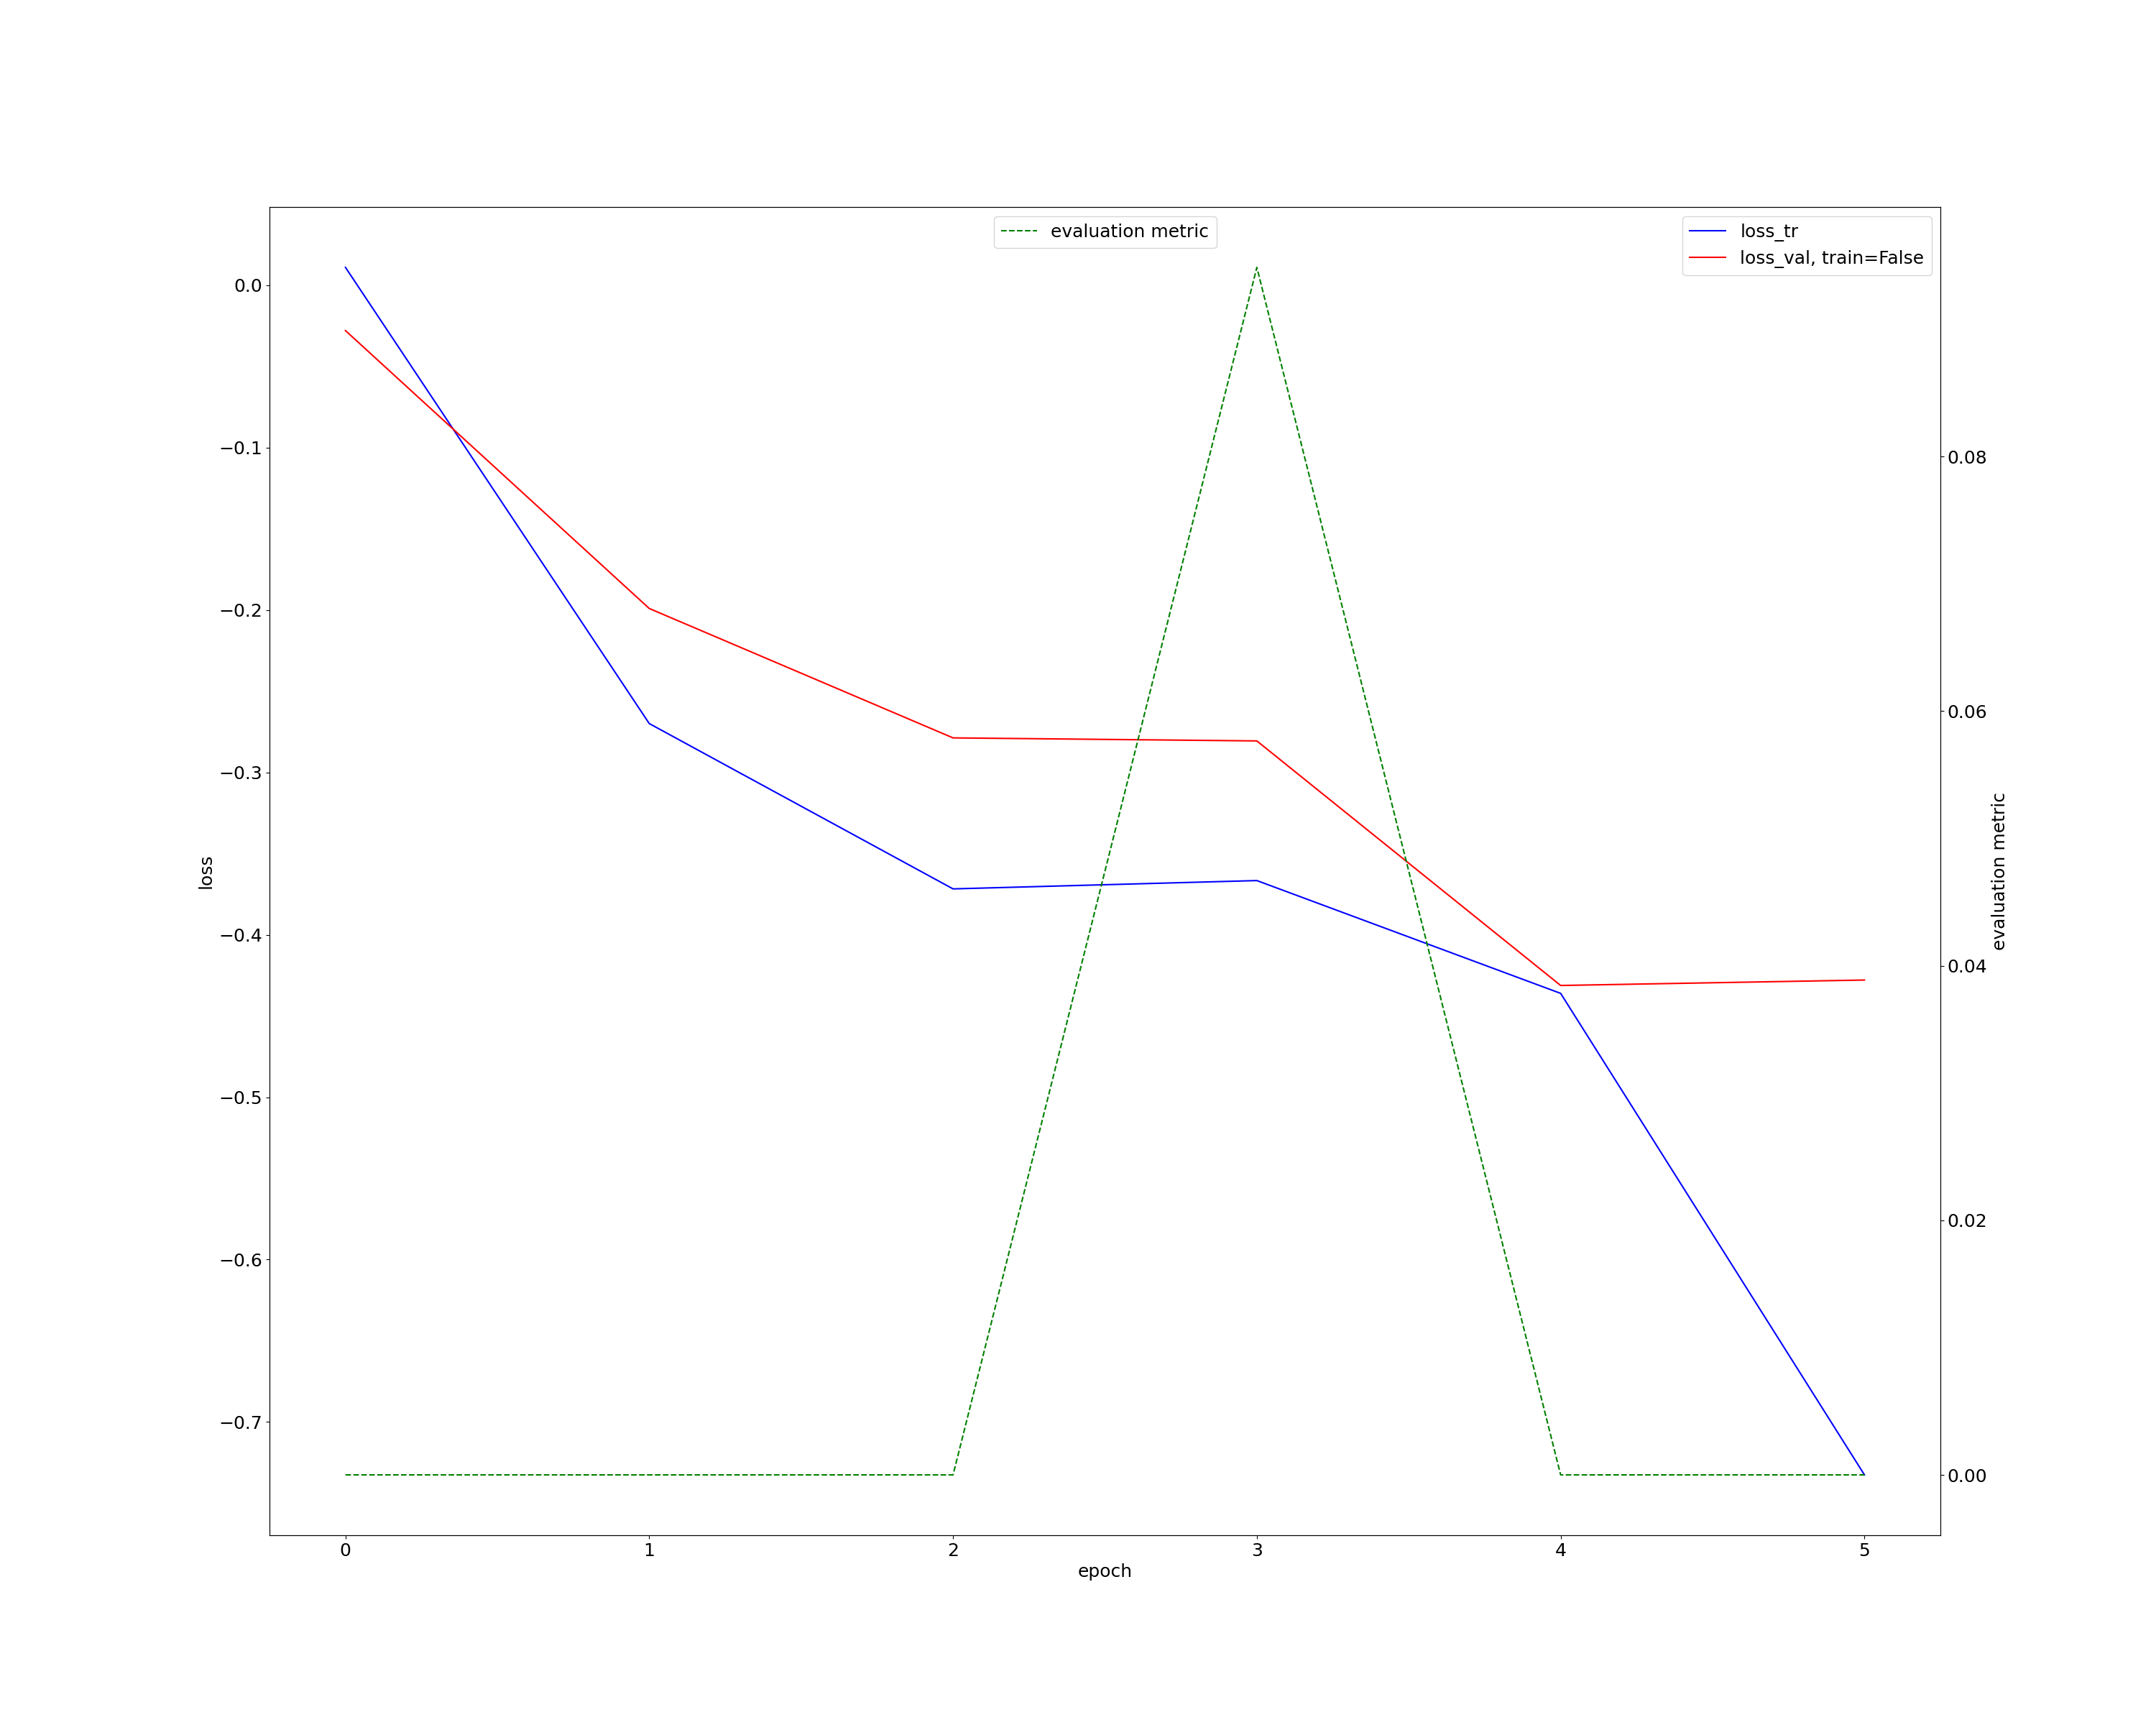 evaluation metric
loss_tr
loss_val, train=False
0.0
−0.1
−0.2
−0.3
−0.4
−0.5
−0.6
−0.7
loss
0.08
0.06
0.04
0.02
0.00
evaluation metric
0 1 2 3 4 5
epoch